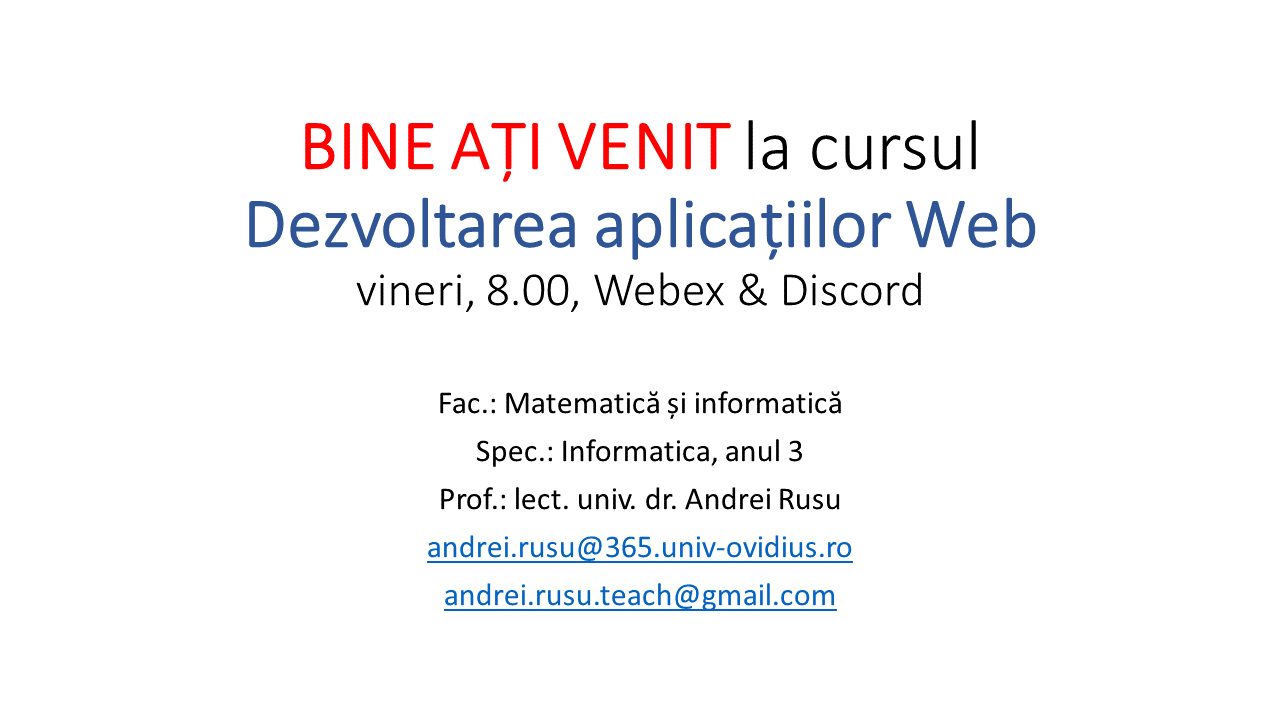 BINE AȚI VENIT la cursul
Dezvoltarea aplicațiilor Web
vineri, 8.00, Webex & Discord
Fac.: Matematică și informatică
Spec.: Informatica, anul 3
Prof.: lect. univ. dr. Andrei Rusu
andrei.rusu@365.univ-ovidius.ro
andrei.rusu.teach@gmail.com